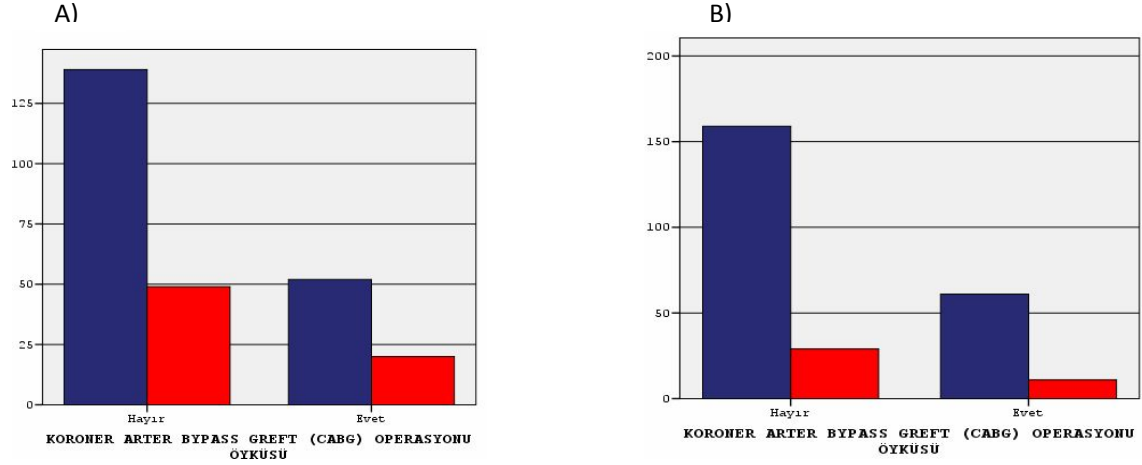 A)
125
100
75
50
25
0
Hayır
Evet
KORONER ARTER BYPASS GREFT (CABG) OPERASYONU
ÖYKÜSÜ
B)
200
150
100
50
0
Hayır
Evet
KORONER ARTER BYPASS GREFT (CABG) OPERASYONU
ÖYKÜSÜ